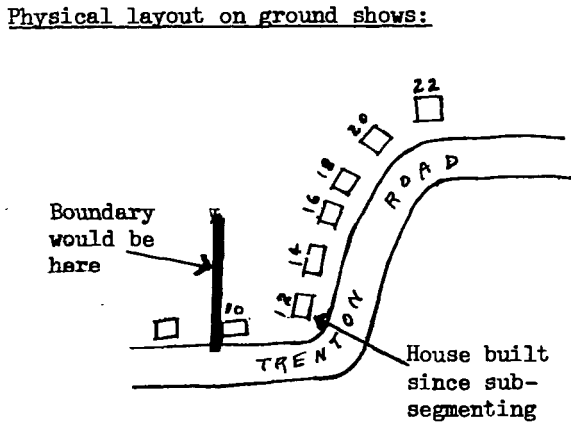 Physical layout on ground shows:
22
20
18
16
14
12
10
Boundary
would be
here
TRENTON ROAD
House built
since sub-
segmenting